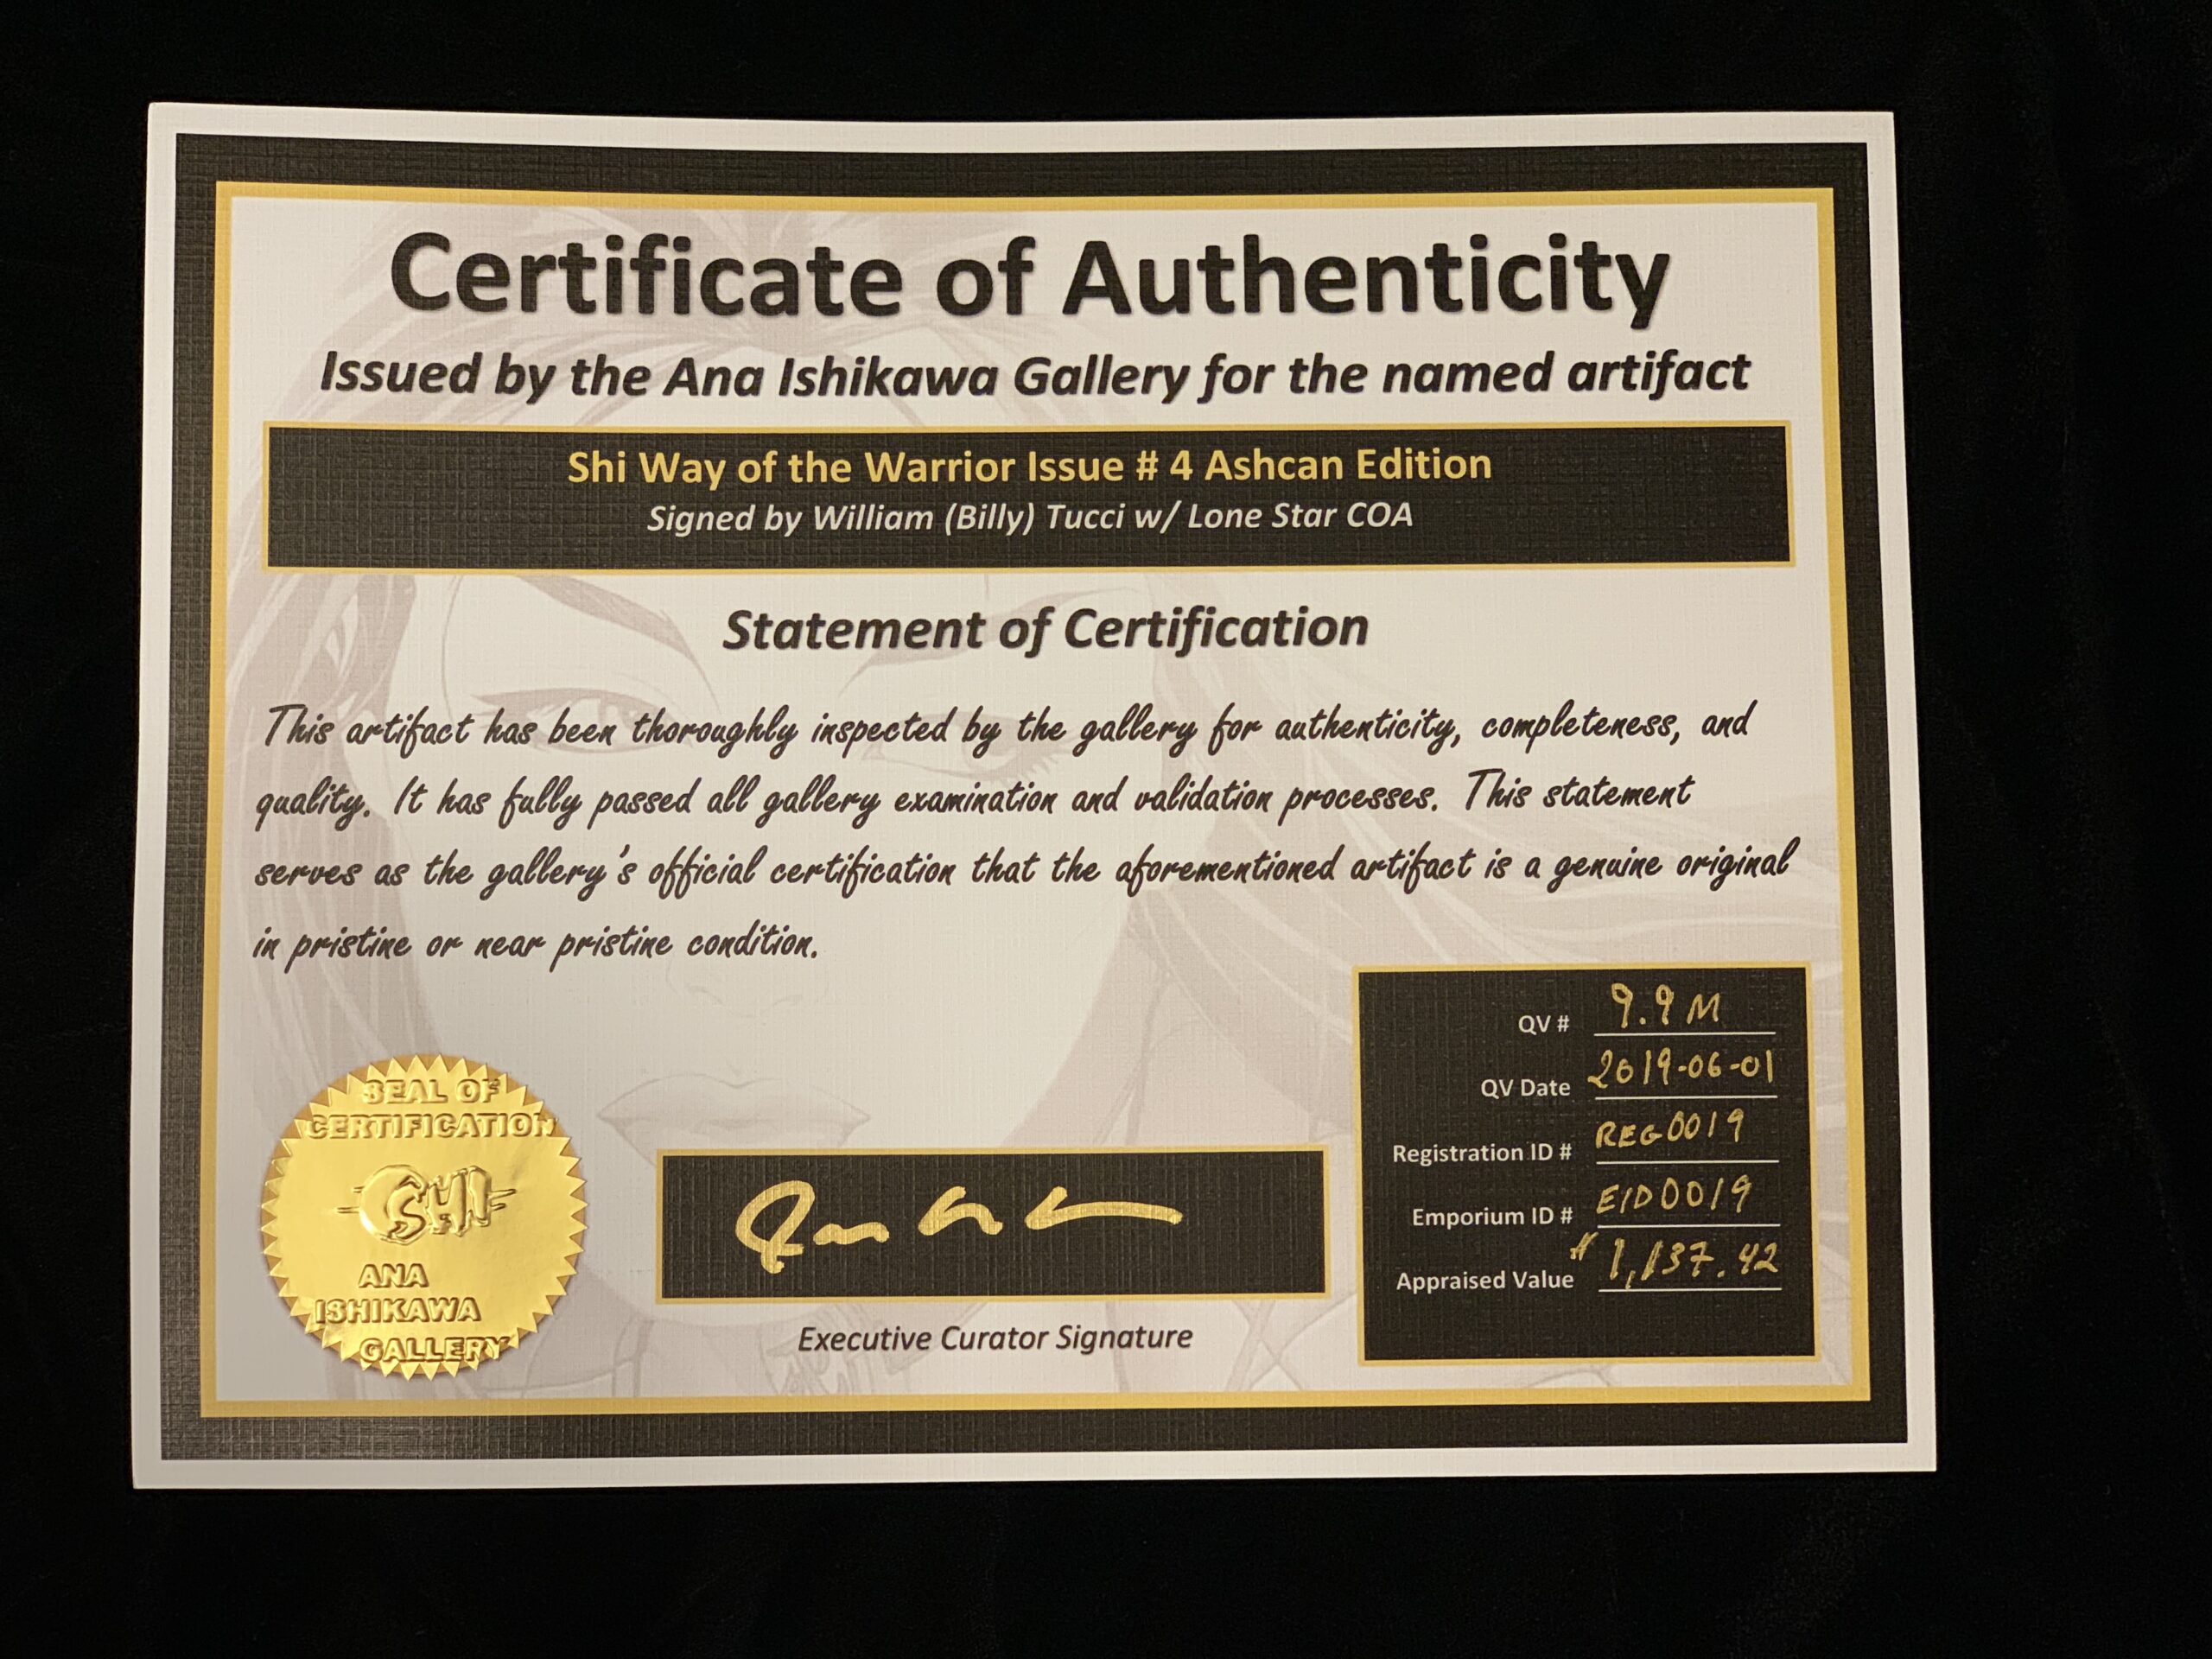 Certificate of Authenticity
Issued by the Ana Ishikawa Gallery for the named artifact
Shi Way of the Warrior Issue # 4 Ashcan Edition
Signed by William (Billy) Tucci w/ Lone Star COA
Statement of Certification
This artifact has been thoroughly inspected by the gallery for authenticity, completeness, and
quality. It has fully passed all gallery examination and validation processes. This statement
serves as the gallery's official certification that the aforementioned artifact is a genuine original
in pristine or near pristine condition.
QV # 9.9 M
QV Date 2019-06-01
Registration ID # REG0019
Emporium ID # EID0019
Appraised Value $1,137.42
SEAL OF
CERTIFICATION
SHI
ANA
ISHIKAWA
GALLERY
Executive Curator Signature